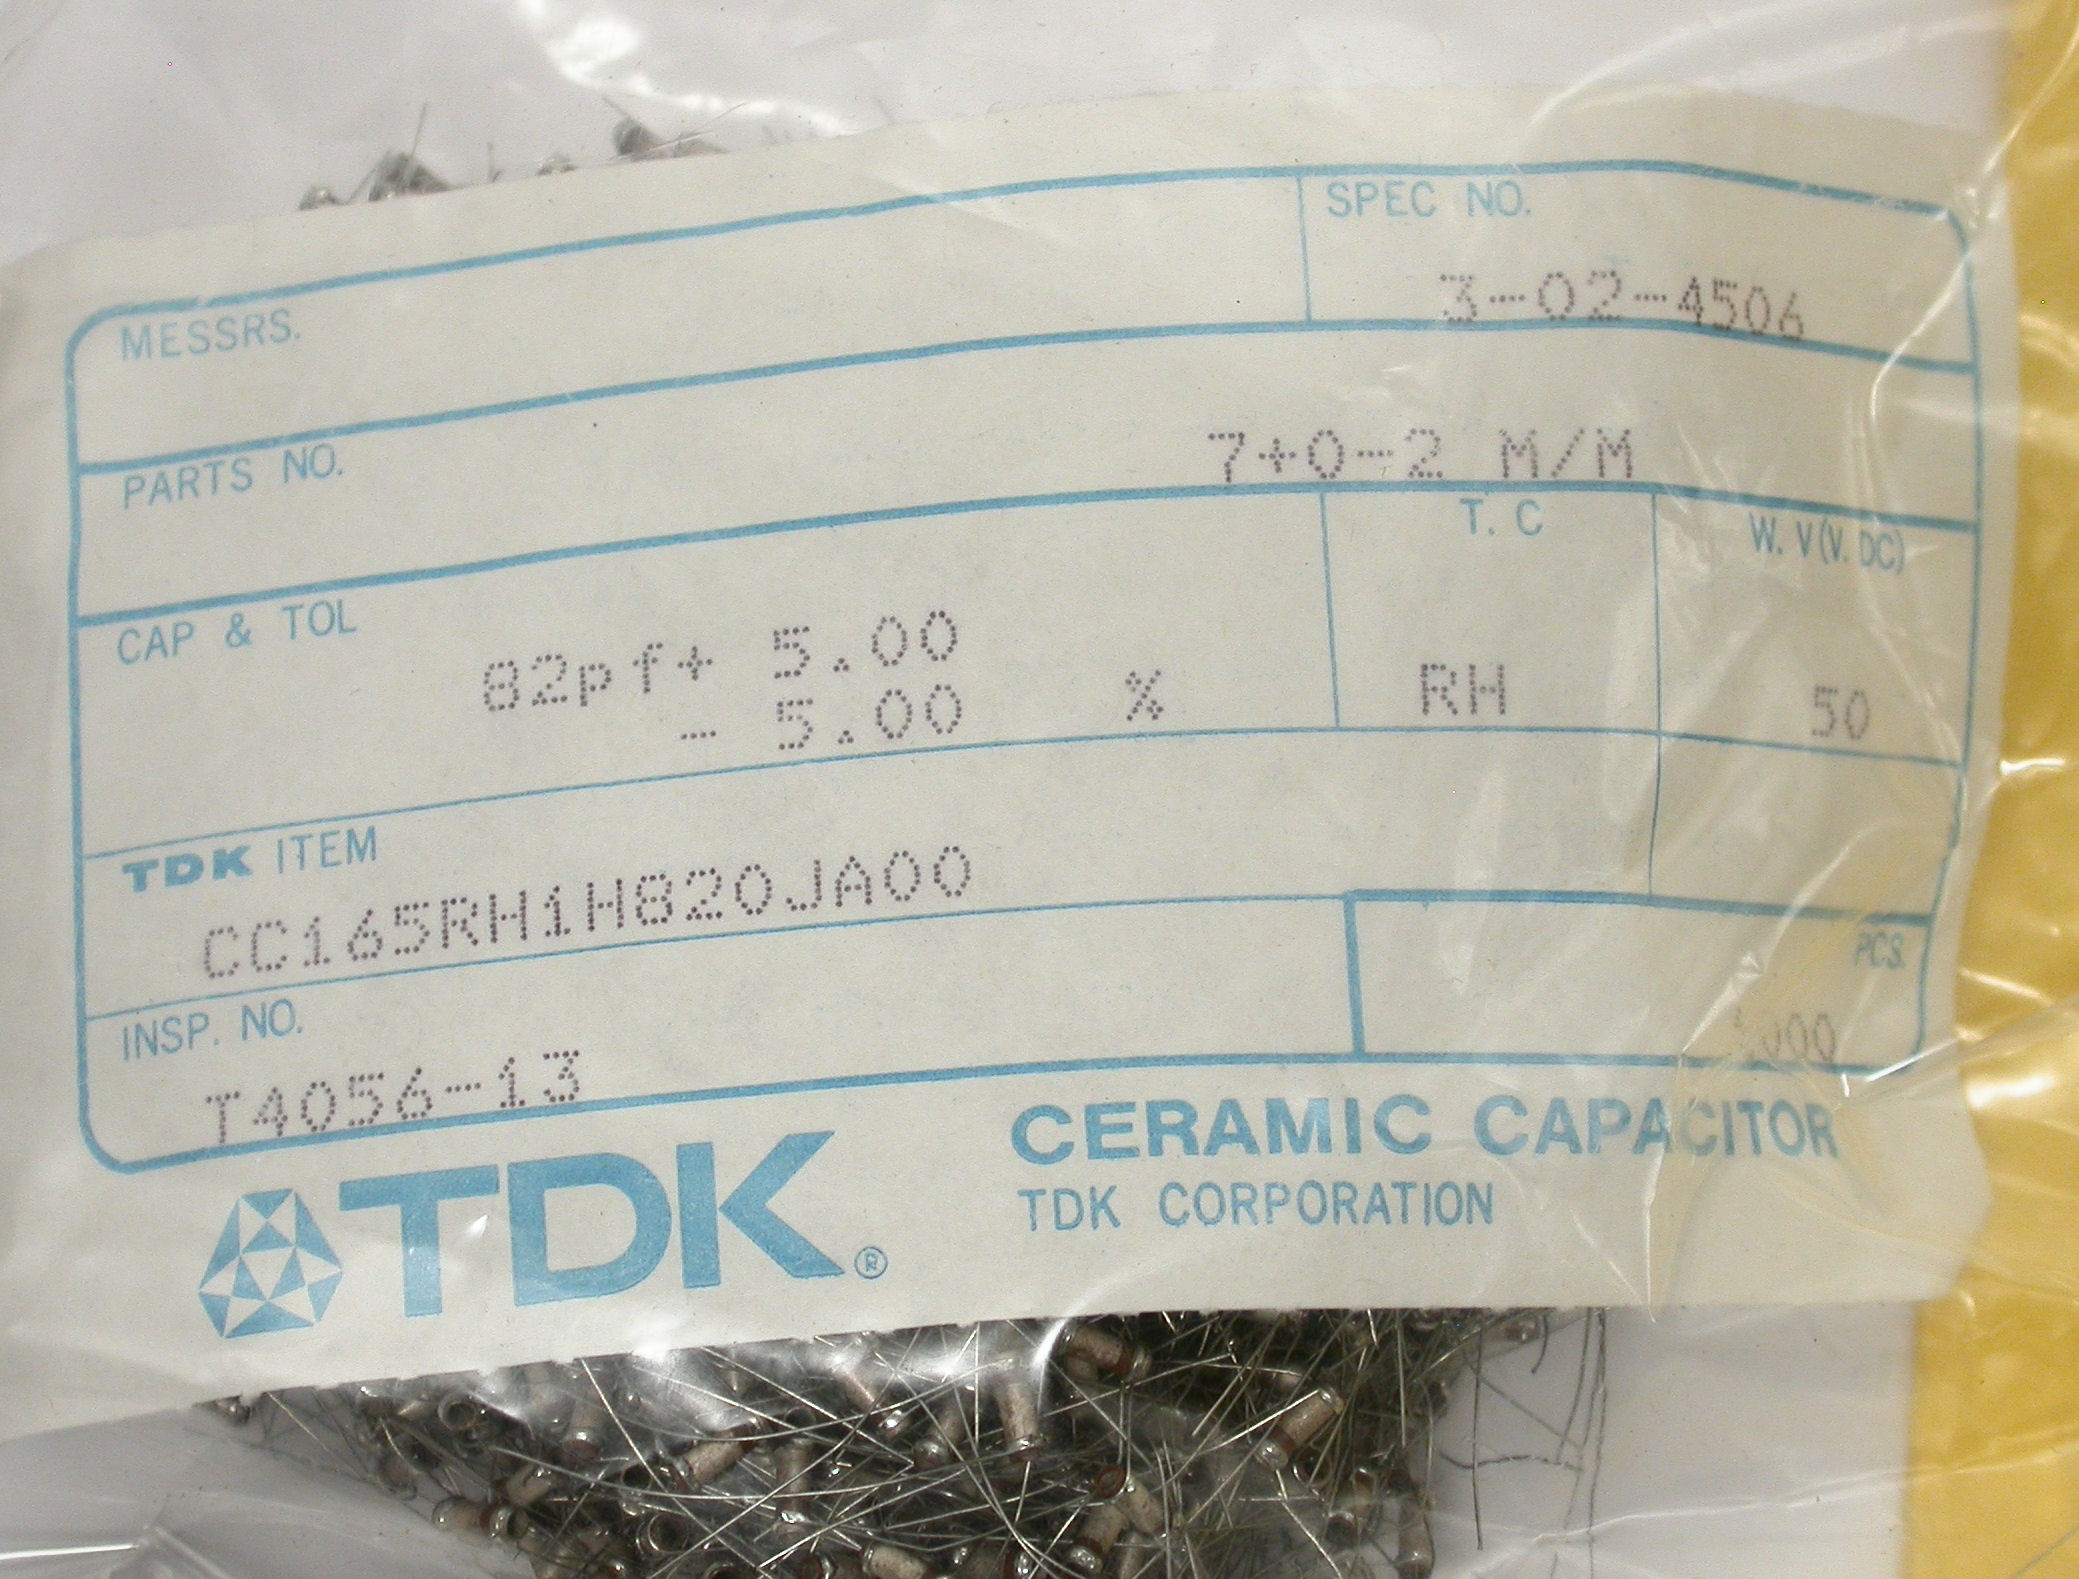 MESSRS.
SPEC NO.
3-02-4506
PARTS NO.
7+0-2 M/M
CAP & TOL
82pf+ 5.00
- 5.00 %
T. C
RH
W. V(V. DC)
50
TDK ITEM
CC165RH1H820JA00
PCS.
INSP. NO.
T4056-13
TDK®
CERAMIC CAPACITOR
TDK CORPORATION